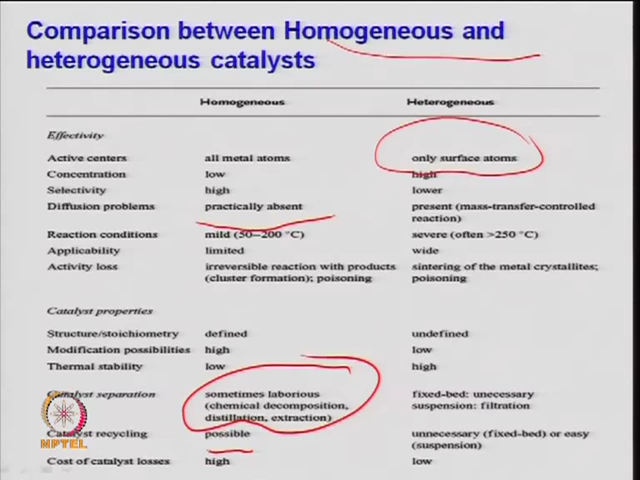 Comparison between Homogeneous and
heterogeneous catalysts
Homogeneous Heterogeneous
Effectivity
Active centers all metal atoms only surface atoms
Concentration low high
Selectivity high lower
Diffusion problems practically absent present (mass-transfer-controlled
reaction)
Reaction conditions mild (50–200 °C) severe (often >250 °C)
Applicability limited wide
Activity loss irreversible reaction with products sintering of the metal crystallites;
(cluster formation); poisoning poisoning
Catalyst properties
Structure/stoichiometry defined undefined
Modification possibilities high low
Thermal stability low high
Catalyst separation sometimes laborious fixed-bed: unecessary
(chemical decomposition, suspension: filtration
distillation, extraction)
Catalyst recycling possible unnecessary (fixed-bed) or easy
(suspension)
Cost of catalyst losses high low
NPTEL